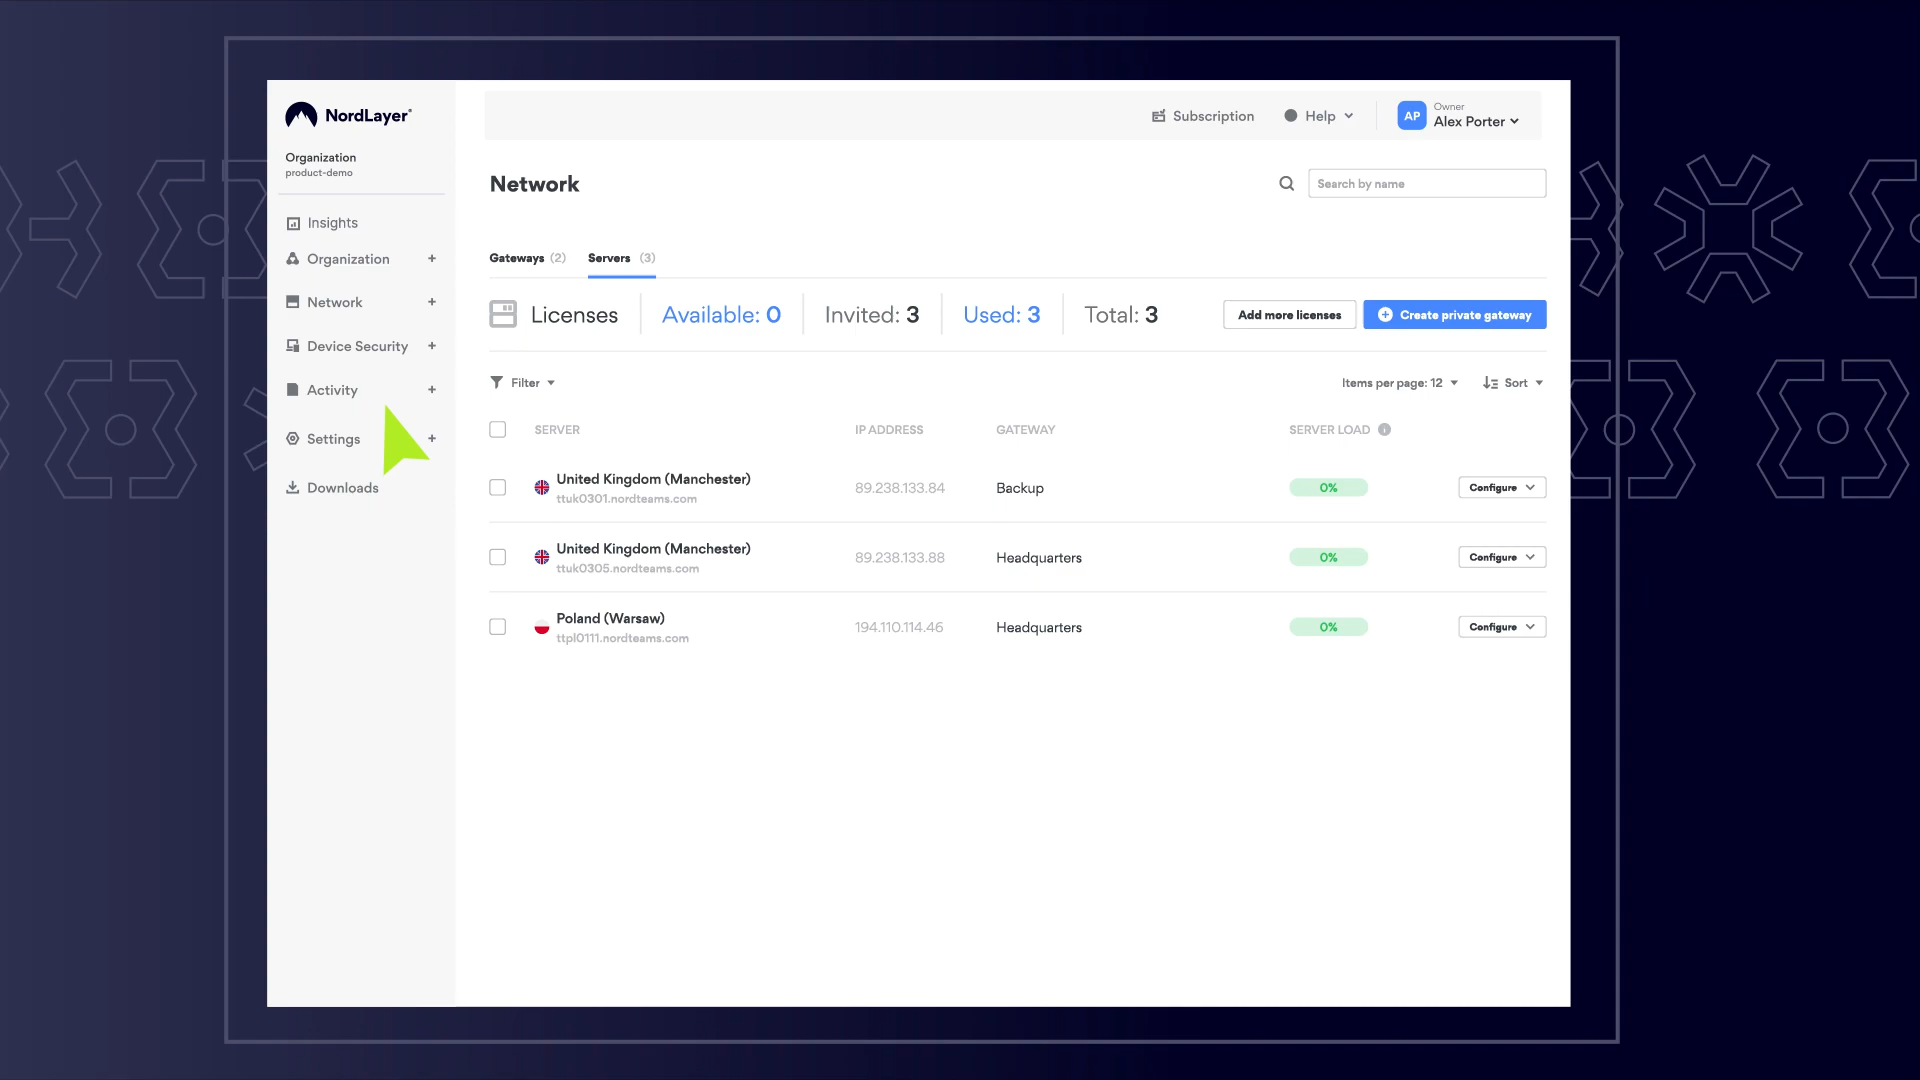 NordLayer®
Organization
product-demo
Insights
Organization +
Network +
Device Security +
Activity +
Settings +
Downloads
Subscription
Help
AP
Owner
Alex Porter
Network
Search by name
Gateways (2)
Servers (3)
Licenses
Available: 0
Invited: 3
Used: 3
Total: 3
Add more licenses
Create private gateway
Filter
Items per page: 12
Sort
SERVER IP ADDRESS GATEWAY SERVER LOAD
United Kingdom (Manchester)
ttuk0301.nordteams.com
89.238.133.84
Backup
0%
Configure
United Kingdom (Manchester)
ttuk0305.nordteams.com
89.238.133.88
Headquarters
0%
Configure
Poland (Warsaw)
ttpl0111.nordteams.com
194.110.114.46
Headquarters
0%
Configure